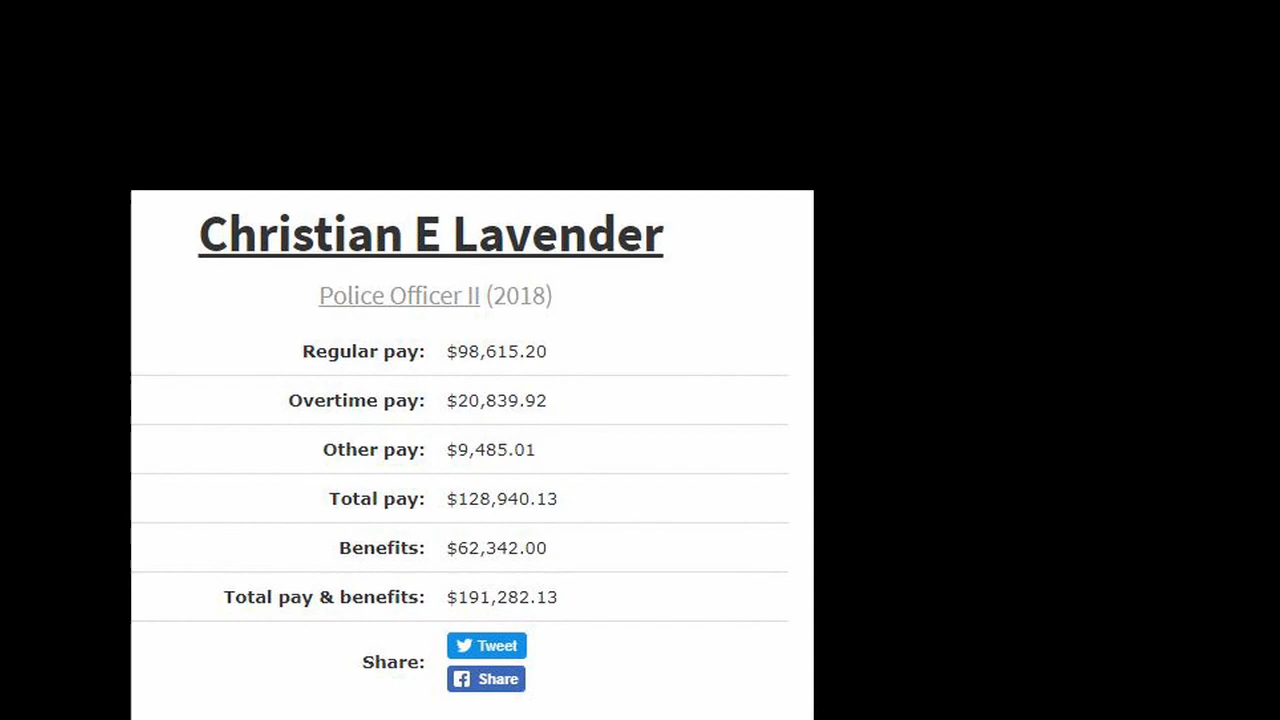 Christian E Lavender
Police Officer II (2018)
Regular pay: $98,615.20
Overtime pay: $20,839.92
Other pay: $9,485.01
Total pay: $128,940.13
Benefits: $62,342.00
Total pay & benefits: $191,282.13
Share:
Tweet
Share